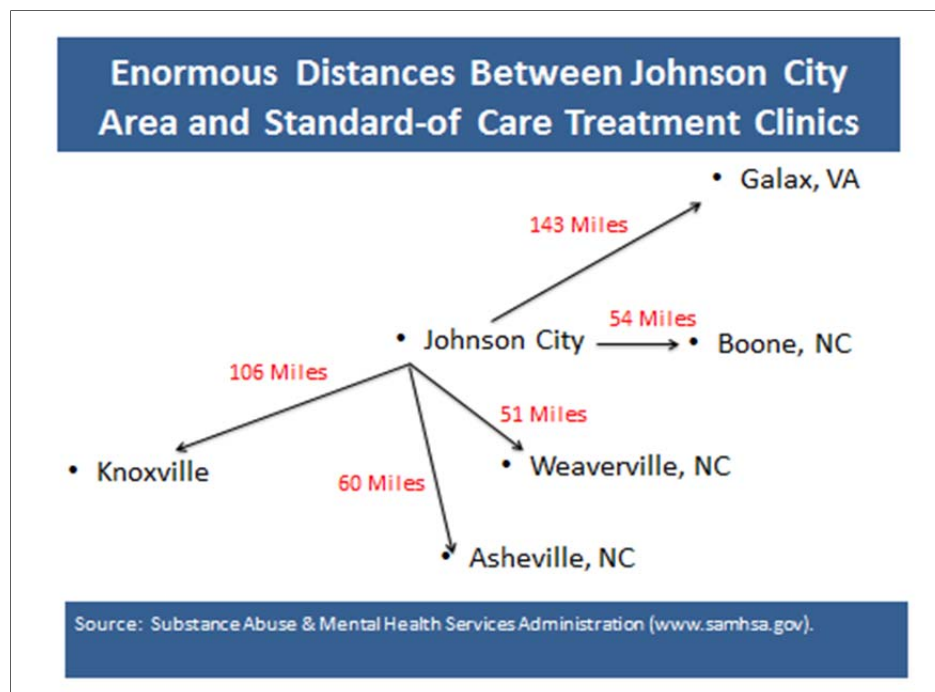 Enormous Distances Between Johnson City
Area and Standard-of Care Treatment Clinics
• Galax, VA
143 Miles
54 Miles
• Johnson City
• Boone, NC
106 Miles
51 Miles
• Knoxville
• Weaverville, NC
60 Miles
• Asheville, NC
Source: Substance Abuse & Mental Health Services Administration (www.samhsa.gov).